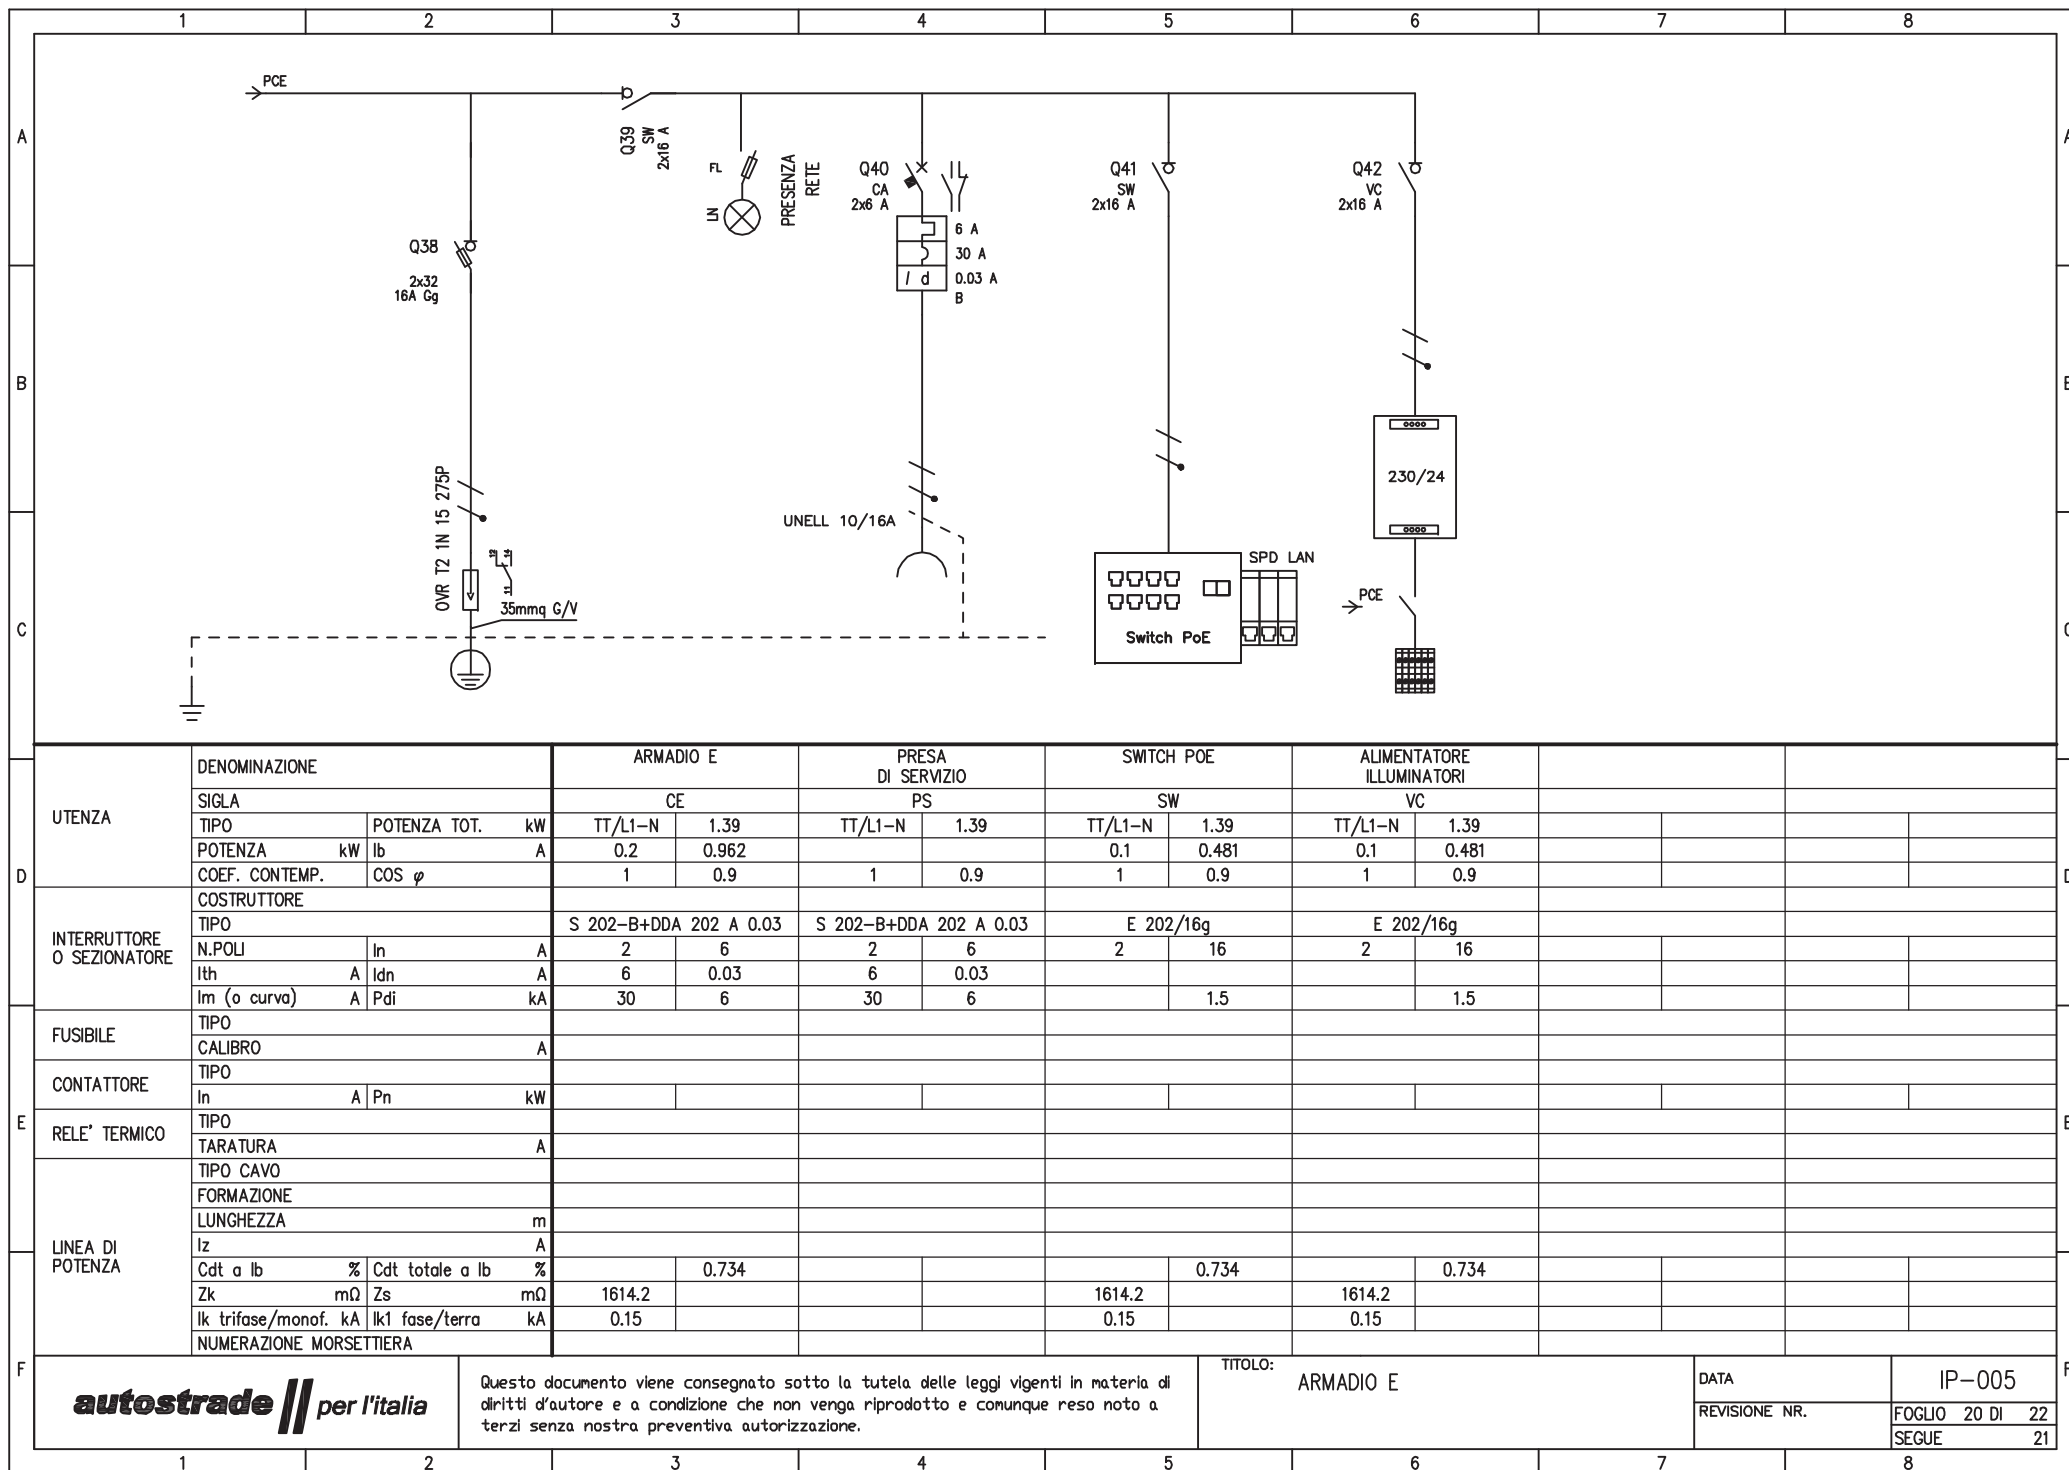 1 2 3 4 5 6 7 8
A
B
C
D
E
F
PCE
Q39
SW
2x16 A
FL
LN
PRESENZA
RETE
Q38
2x32
16A Gg
Q40
CA
2x6 A
6 A
30 A
I d 0.03 A
B
Q41
SW
2x16 A
Q42
VC
2x16 A
230/24
OVR T2 1N 15 275P
12 14
11
35mmq G/V
UNELL 10/16A
SPD LAN
Switch PoE
PCE
UTENZA
DENOMINAZIONE ARMADIO E PRESA DI SERVIZIO SWITCH POE ALIMENTATORE ILLUMINATORI
SIGLA CE PS SW VC
TIPO POTENZA TOT. kW TT/L1-N 1.39 TT/L1-N 1.39 TT/L1-N 1.39 TT/L1-N 1.39
POTENZA kW Ib A 0.2 0.962 0.1 0.481 0.1 0.481
COEF. CONTEMP. COS φ 1 0.9 1 0.9 1 0.9 1 0.9
INTERRUTTORE
O SEZIONATORE
COSTRUTTORE
TIPO S 202-B+DDA 202 A 0.03 S 202-B+DDA 202 A 0.03 E 202/16g E 202/16g
N.POLI In A 2 6 2 6 2 16 2 16
Ith A Idn A 6 0.03 6 0.03
Im (o curva) A Pdi kA 30 6 30 6 1.5 1.5
FUSIBILE
TIPO
CALIBRO A
CONTATTORE
TIPO
In A Pn kW
RELE' TERMICO
TIPO
TARATURA A
LINEA DI
POTENZA
TIPO CAVO
FORMAZIONE
LUNGHEZZA m
Iz A
Cdt a Ib % Cdt totale a Ib % 0.734 0.734 0.734
Zk mΩ Zs mΩ 1614.2 1614.2 1614.2
Ik trifase/monof. kA Ik1 fase/terra kA 0.15 0.15 0.15
NUMERAZIONE MORSETTIERA
autostrade // per l'italia
Questo documento viene consegnato sotto la tutela delle leggi vigenti in materia di
diritti d'autore e a condizione che non venga riprodotto e comunque reso noto a
terzi senza nostra preventiva autorizzazione.
TITOLO:
ARMADIO E
DATA
REVISIONE NR.
IP-005
FOGLIO 20 DI 22
SEGUE 21
1 2 3 4 5 6 7 8